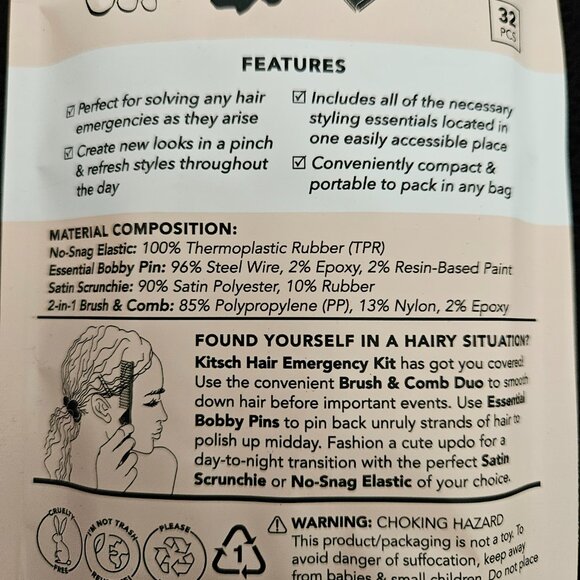 32
PCS
FEATURES
☑ Perfect for solving any hair
emergencies as they arise
☑ Create new looks in a pinch
& refresh styles throughout
the day
☑ Includes all of the necessary
styling essentials located in
one easily accessible place
☑ Conveniently compact &
portable to pack in any bag
MATERIAL COMPOSITION:
No-Snag Elastic: 100% Thermoplastic Rubber (TPR)
Essential Bobby Pin: 96% Steel Wire, 2% Epoxy, 2% Resin-Based Paint
Satin Scrunchie: 90% Satin Polyester, 10% Rubber
2-in-1 Brush & Comb: 85% Polypropylene (PP), 13% Nylon, 2% Epoxy
FOUND YOURSELF IN A HAIRY SITUATION?
Kitsch Hair Emergency Kit has got you covered!
Use the convenient Brush & Comb Duo to smooth
down hair before important events. Use Essential
Bobby Pins to pin back unruly strands of hair to
polish up midday. Fashion a cute updo for a
day-to-night transition with the perfect Satin
Scrunchie or No-Snag Elastic of your choice.
CRUELTY
FREE
I'M NOT TRASH
PLEASE
1
⚠ WARNING: CHOKING HAZARD
This product/packaging is not a toy. To
avoid danger of suffocation, keep away
from babies & small children. Do not place